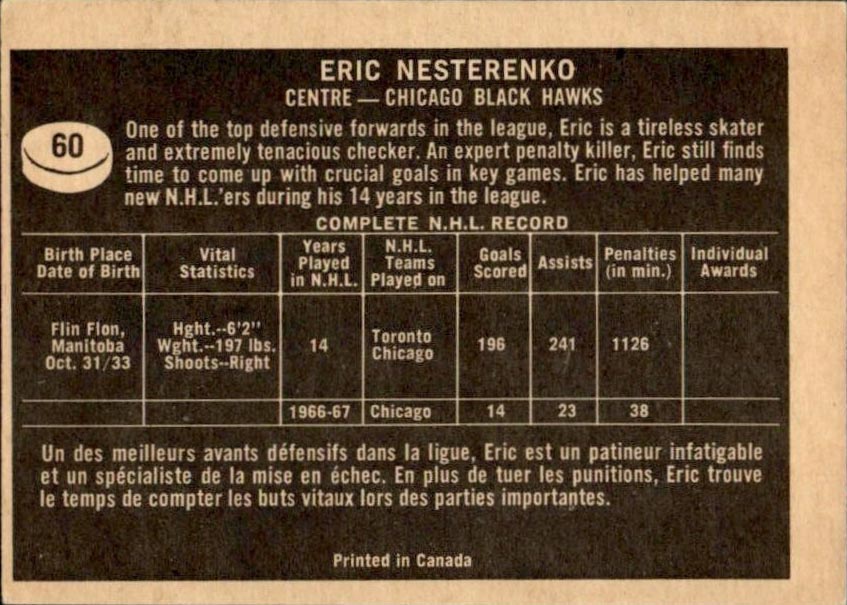 ERIC NESTERENKO
CENTRE — CHICAGO BLACK HAWKS
60
One of the top defensive forwards in the league, Eric is a tireless skater
and extremely tenacious checker. An expert penalty killer, Eric still finds
time to come up with crucial goals in key games. Eric has helped many
new N.H.L.'ers during his 14 years in the league.
COMPLETE N.H.L. RECORD
Birth Place
Date of Birth
Vital
Statistics
Years
Played
in N.H.L.
N.H.L.
Teams
Played on
Goals
Scored
Assists
Penalties
(in min.)
Individual
Awards
Flin Flon,
Manitoba
Oct. 31/33
Hght.--6'2"
Wght.--197 lbs.
Shoots--Right
14
Toronto
Chicago
196
241
1126
1966-67
Chicago
14
23
38
Un des meilleurs avants défensifs dans la ligue, Eric est un patineur infatigable
et un spécialiste de la mise en échec. En plus de tuer les punitions, Eric trouve
le temps de compter les buts vitaux lors des parties importantes.
Printed in Canada